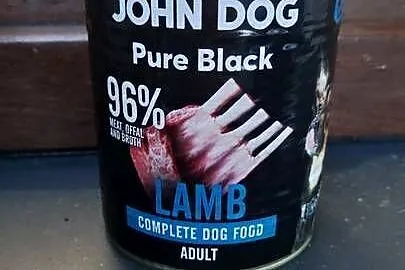 JOHN DOG
Pure Black
96%
MEAT, OFFAL
AND BROTH
LAMB
COMPLETE DOG FOOD
ADULT